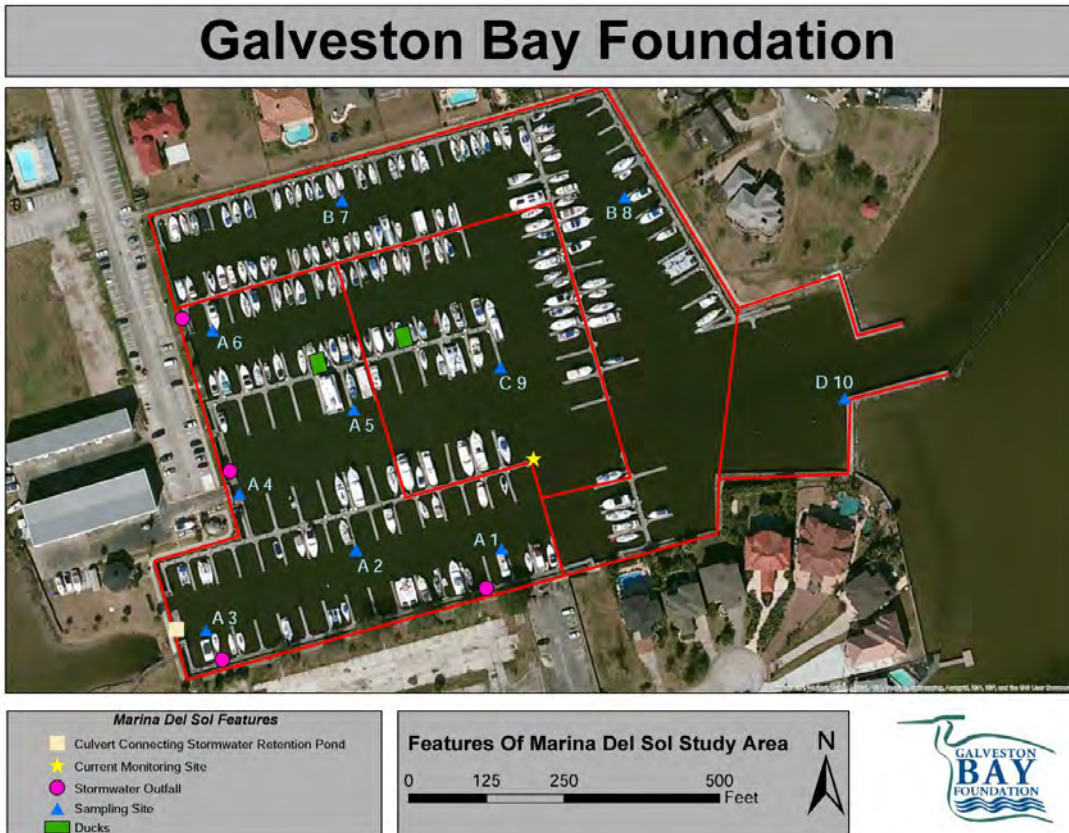 Galveston Bay Foundation
B 7
B 8
A 6
C 9
D 10
A 5
A 4
A 2
A 1
A 3
Marina Del Sol Features
Culvert Connecting Stormwater Retention Pond
Current Monitoring Site
Stormwater Outfall
Sampling Site
Ducks
Features Of Marina Del Sol Study Area
N
0 125 250 500
Feet
GALVESTON
BAY
FOUNDATION